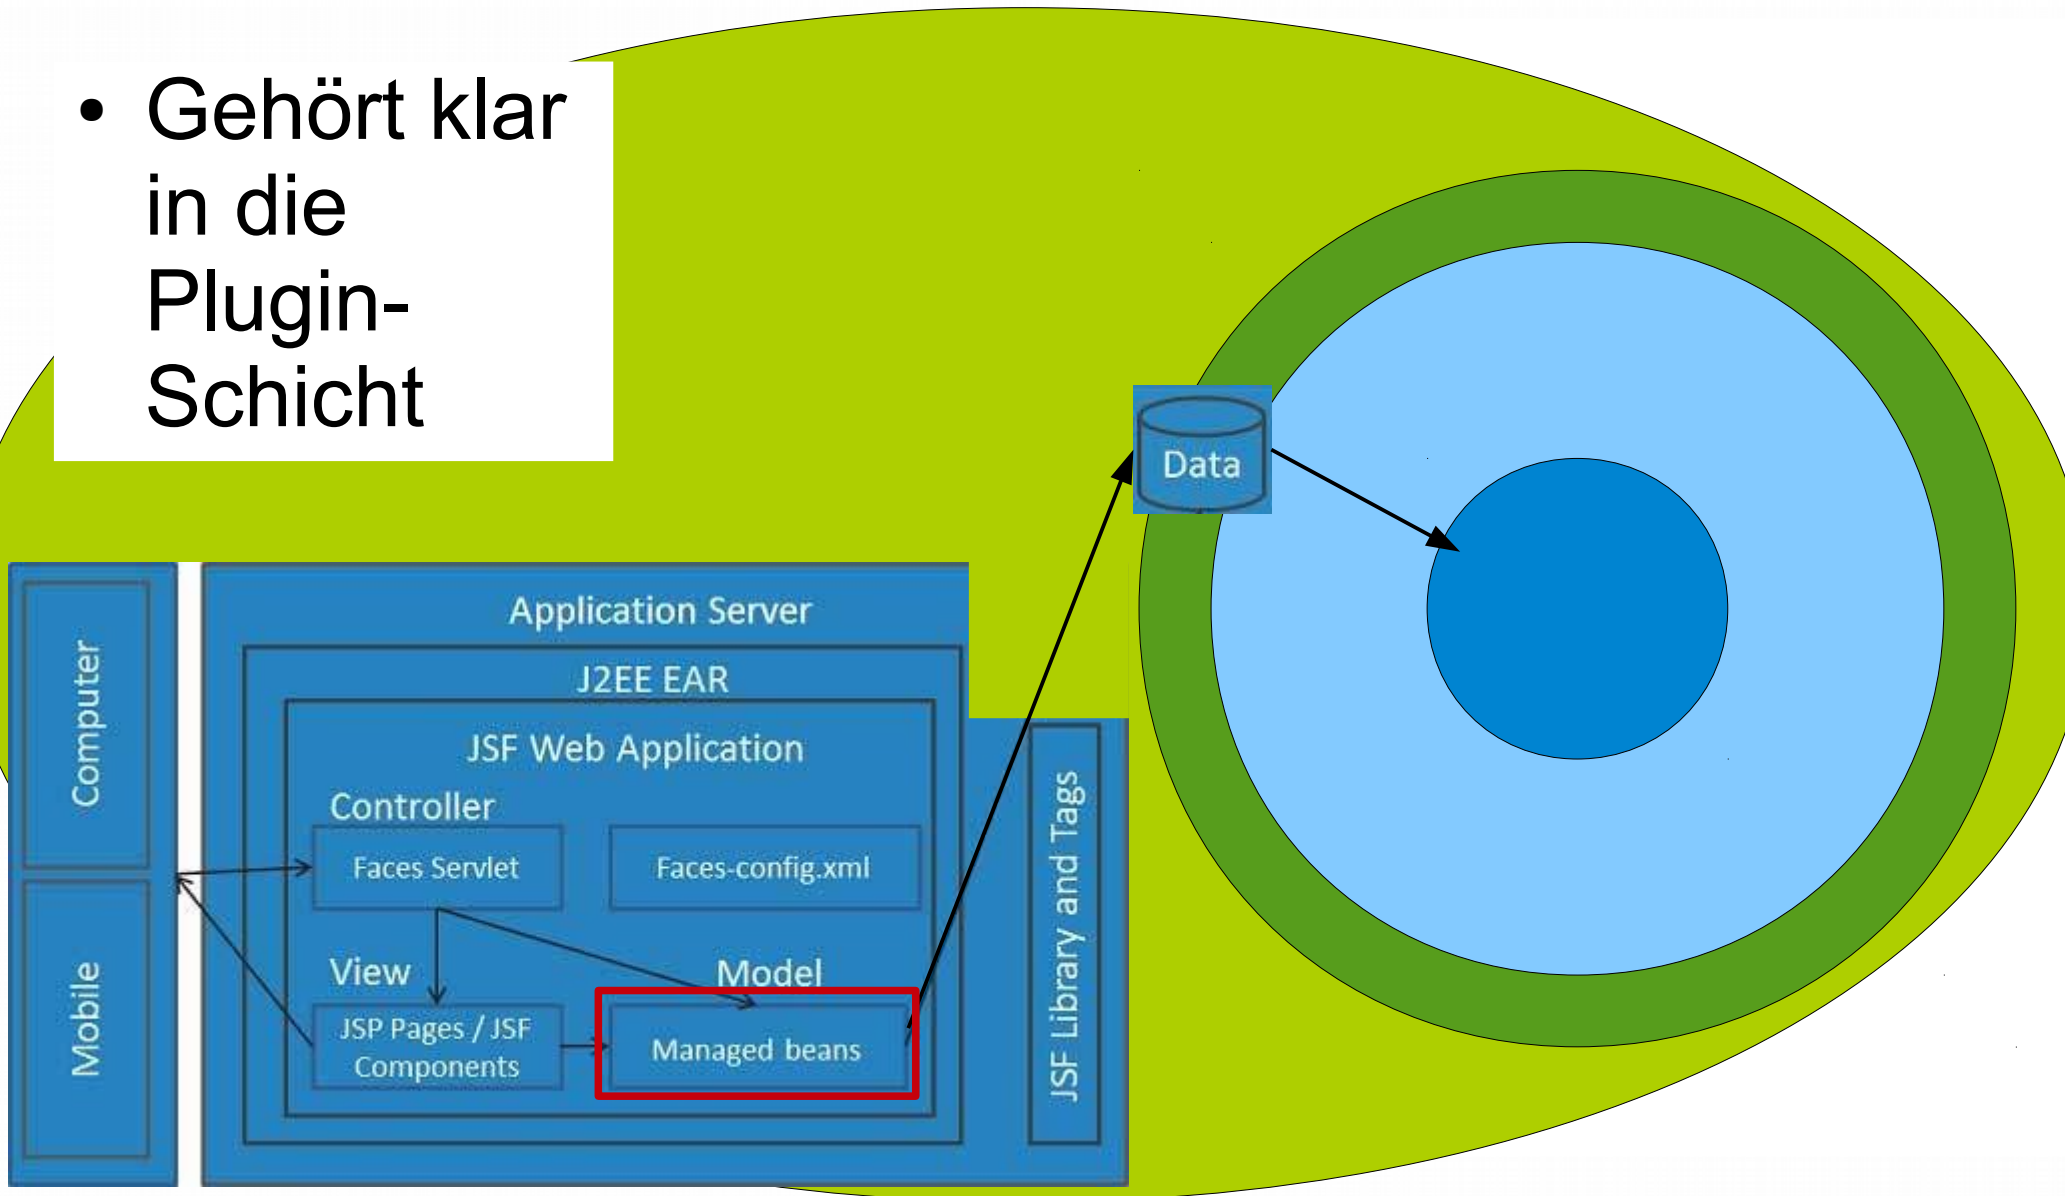 • Gehört klar
in die
Plugin-
Schicht
Data
Computer
Mobile
Application Server
J2EE EAR
JSF Web Application
Controller
Faces Servlet
Faces-config.xml
View
Model
JSP Pages / JSF
Components
Managed beans
JSF Library and Tags